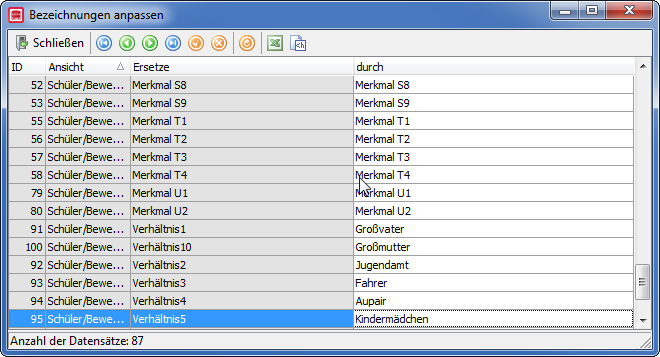 Bezeichnungen anpassen
Schließen
ID Ansicht Ersetze durch
52 Schüler/Bewe... Merkmal S8 Merkmal S8
53 Schüler/Bewe... Merkmal S9 Merkmal S9
55 Schüler/Bewe... Merkmal T1 Merkmal T1
56 Schüler/Bewe... Merkmal T2 Merkmal T2
57 Schüler/Bewe... Merkmal T3 Merkmal T3
58 Schüler/Bewe... Merkmal T4 Merkmal T4
79 Schüler/Bewe... Merkmal U1 Merkmal U1
80 Schüler/Bewe... Merkmal U2 Merkmal U2
91 Schüler/Bewe... Verhältnis1 Großvater
100 Schüler/Bewe... Verhältnis10 Großmutter
92 Schüler/Bewe... Verhältnis2 Jugendamt
93 Schüler/Bewe... Verhältnis3 Fahrer
94 Schüler/Bewe... Verhältnis4 Aupair
95 Schüler/Bewe... Verhältnis5 Kindermädchen
Anzahl der Datensätze: 87